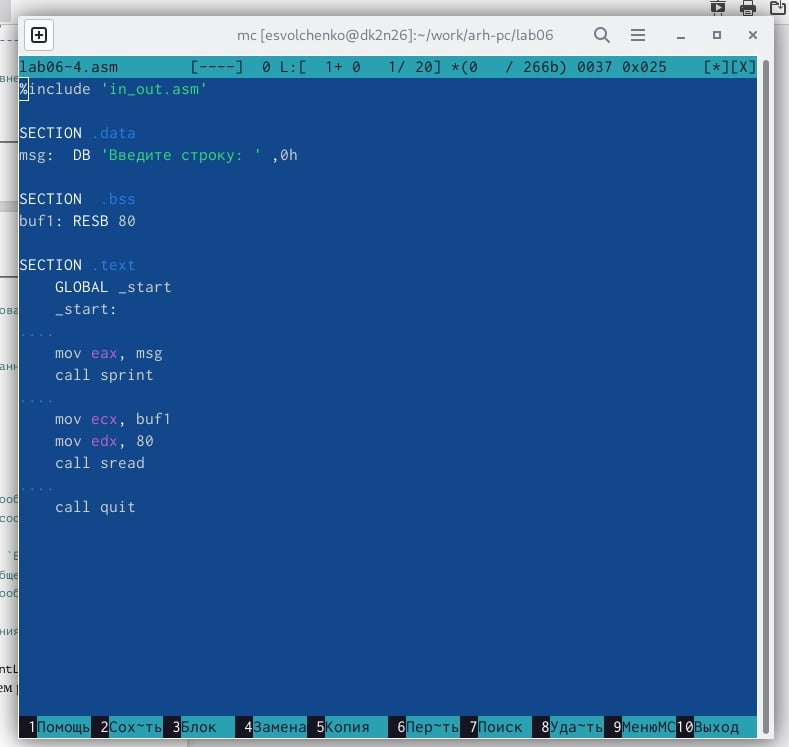 mc [esvolchenko@dk2n26]:~/work/arh-pc/lab06
lab06-4.asm [----] 0 L:[ 1+ 0 1/ 20] *(0 / 266b) 0037 0x025 [*][X]
%include 'in_out.asm'
SECTION .data
msg: DB 'Введите строку: ' ,0h
SECTION .bss
buf1: RESB 80
SECTION .text
GLOBAL _start
_start:
....
mov eax, msg
call sprint
....
mov ecx, buf1
mov edx, 80
call sread
....
call quit
1Помощь 2Сох~ть 3Блок 4Замена 5Копия 6Пер~ть 7Поиск 8Уда~ть 9МенюMC 10Выход